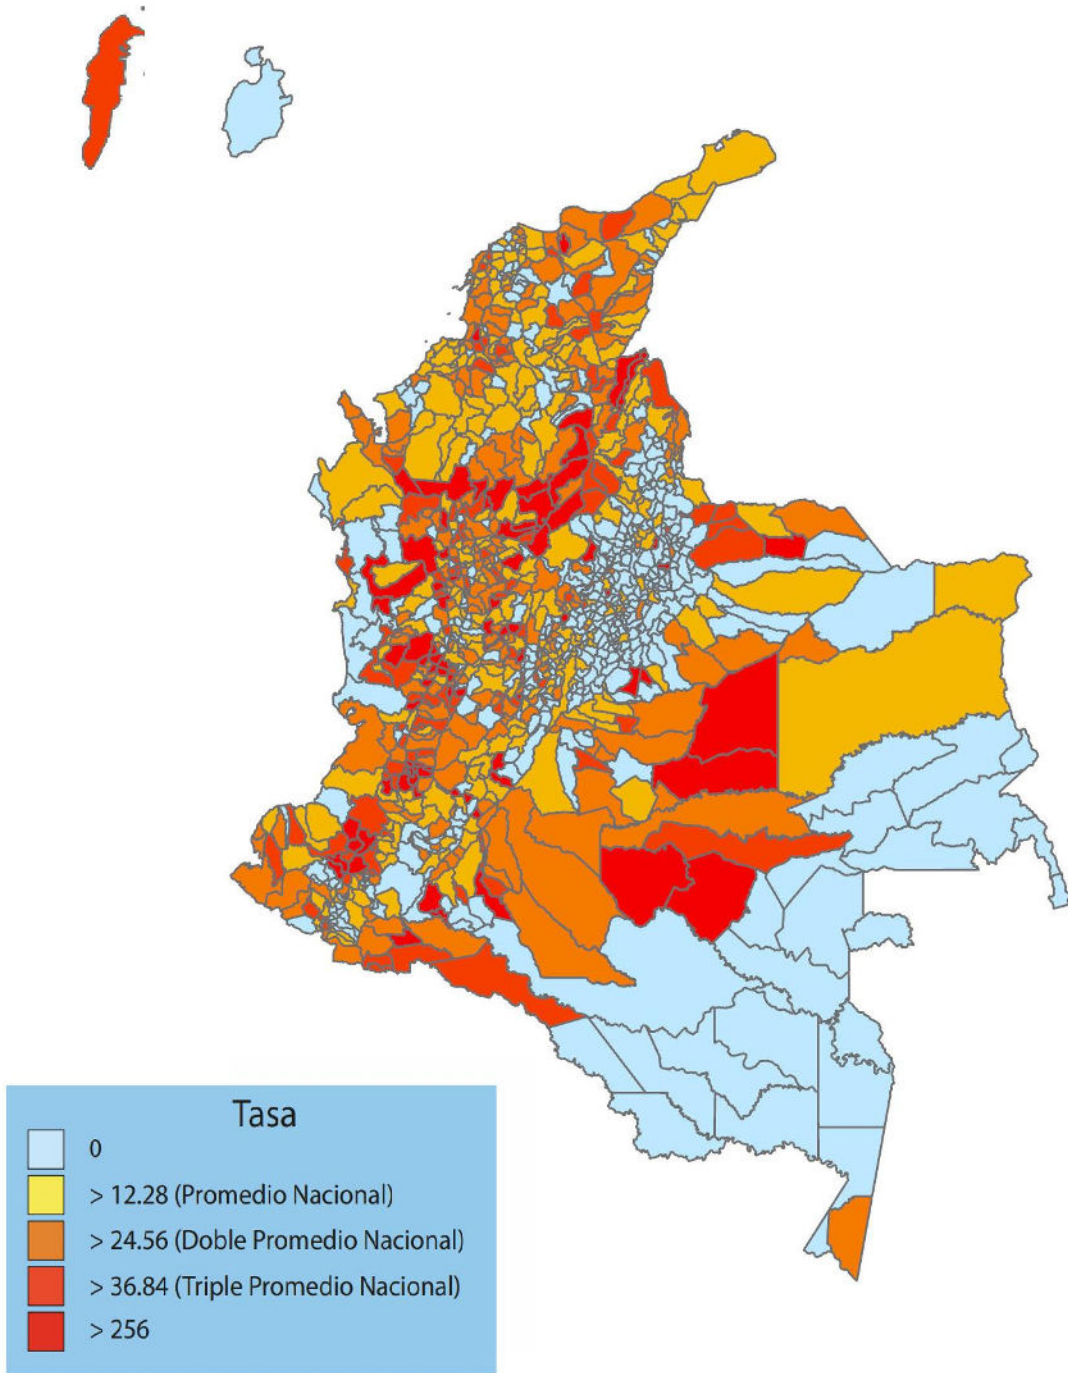 Tasa
0
> 12.28 (Promedio Nacional)
> 24.56 (Doble Promedio Nacional)
> 36.84 (Triple Promedio Nacional)
> 256